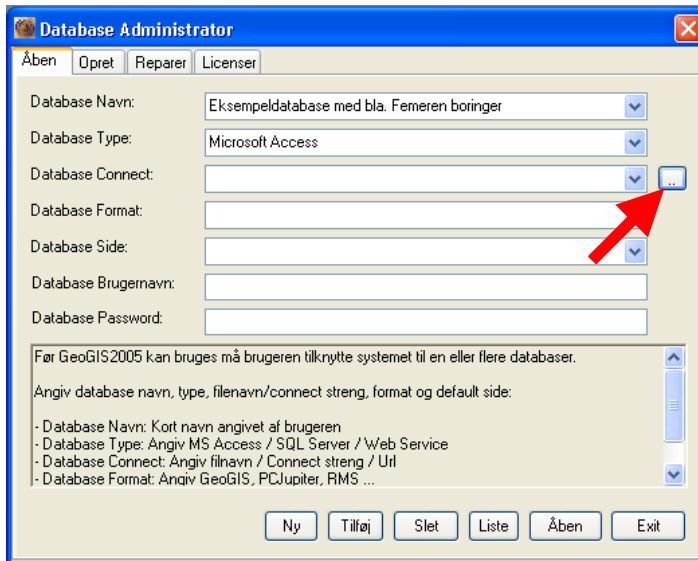 Database Administrator
Åben Opret Reparer Licenser
Database Navn: Eksempeldatabase med bla. Femeren boringer
Database Type: Microsoft Access
Database Connect: ..
Database Format:
Database Side:
Database Brugernavn:
Database Password:
Før GeoGIS2005 kan bruges må brugeren tilknytte systemet til en eller flere databaser.
Angiv database navn, type, filenavn/connect streng, format og default side:
- Database Navn: Kort navn angivet af brugeren
- Database Type: Angiv MS Access / SQL Server / Web Service
- Database Connect: Angiv filnavn / Connect streng / Url
- Database Format: Angiv GeoGIS, PCJupiter, RMS ...
Ny Tilføj Slet Liste Åben Exit